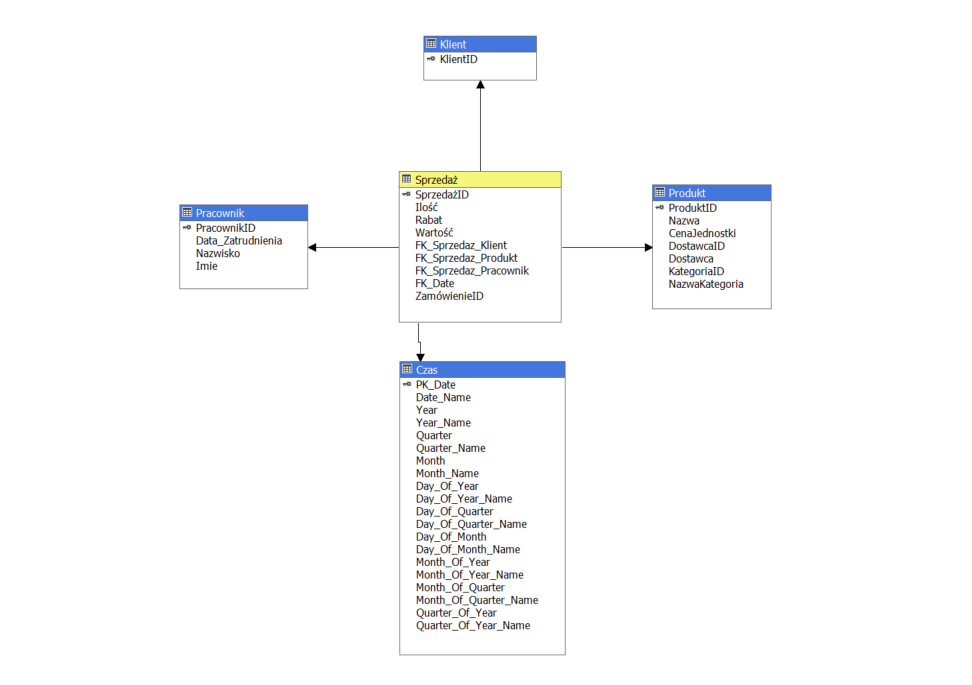 Klient
KlientID
Sprzedaż
SprzedażID
Ilość
Rabat
Wartość
FK_Sprzedaz_Klient
FK_Sprzedaz_Produkt
FK_Sprzedaz_Pracownik
FK_Date
ZamówienieID
Pracownik
PracownikID
Data_Zatrudnienia
Nazwisko
Imie
Produkt
ProduktID
Nazwa
CenaJednostki
DostawcaID
Dostawca
KategoriaID
NazwaKategoria
Czas
PK_Date
Date_Name
Year
Year_Name
Quarter
Quarter_Name
Month
Month_Name
Day_Of_Year
Day_Of_Year_Name
Day_Of_Quarter
Day_Of_Quarter_Name
Day_Of_Month
Day_Of_Month_Name
Month_Of_Year
Month_Of_Year_Name
Month_Of_Quarter
Month_Of_Quarter_Name
Quarter_Of_Year
Quarter_Of_Year_Name